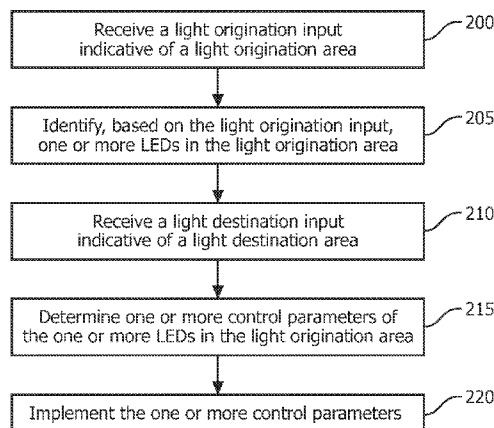 Receive a light origination input
indicative of a light origination area
200
Identify, based on the light origination input,
one or more LEDs in the light origination area
205
Receive a light destination input
indicative of a light destination area
210
Determine one or more control parameters of
the one or more LEDs in the light origination area
215
Implement the one or more control parameters
220